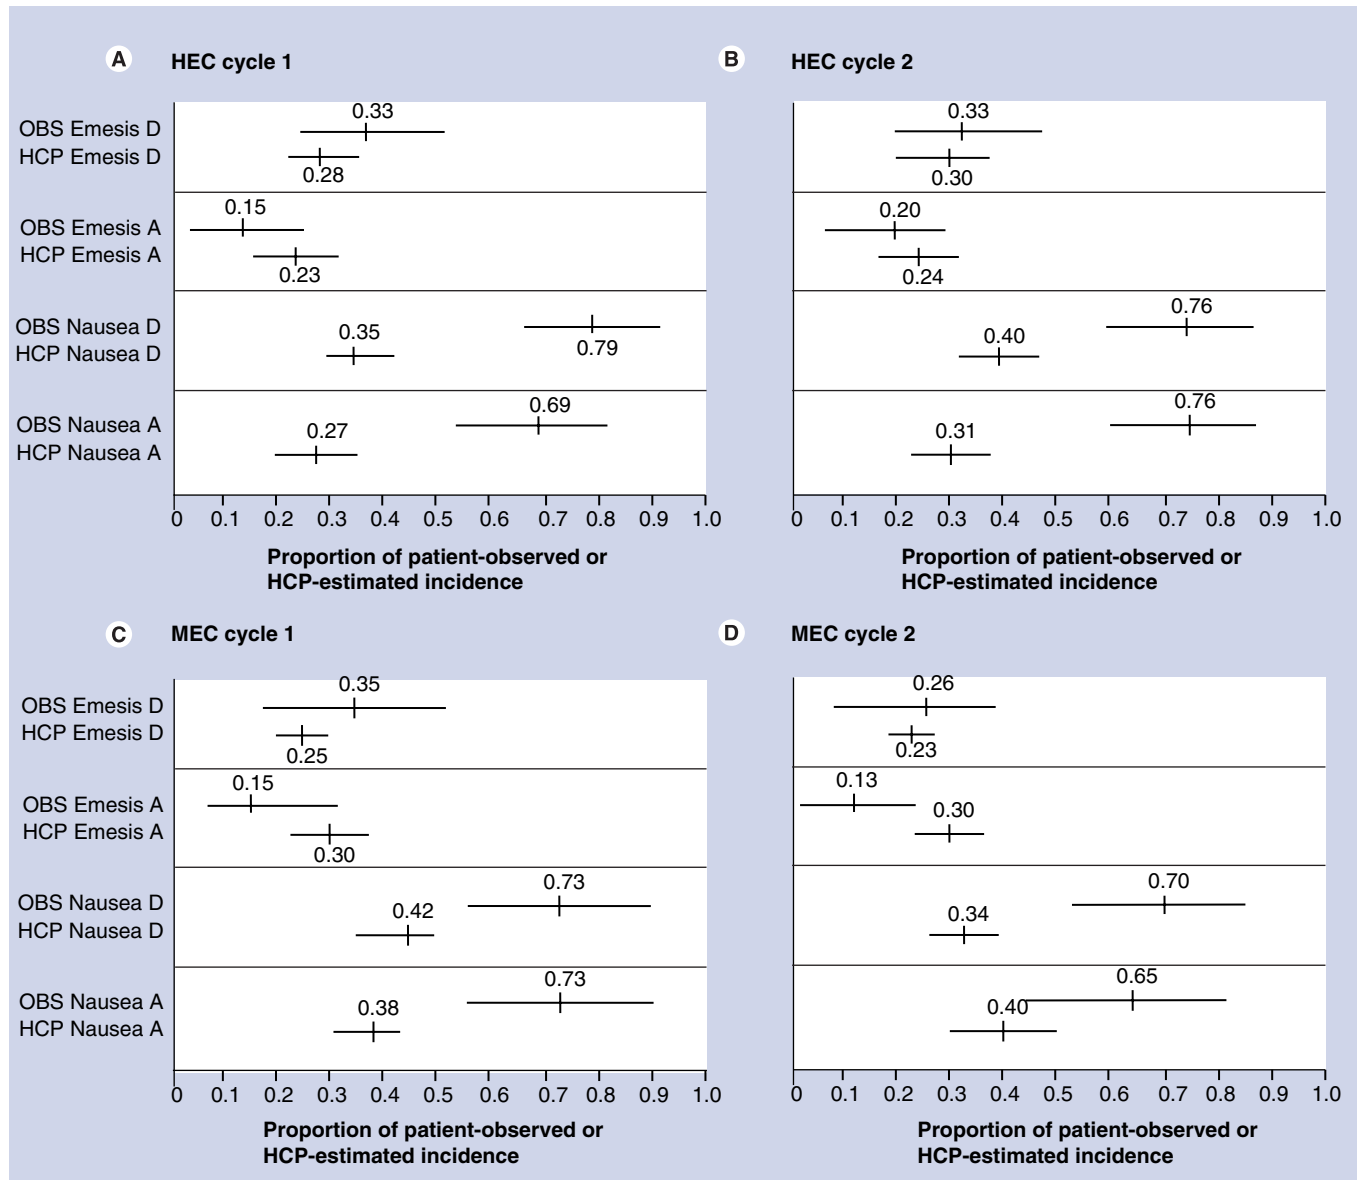 A HEC cycle 1
OBS Emesis D
HCP Emesis D
0.33
0.28
OBS Emesis A
HCP Emesis A
0.15
0.23
OBS Nausea D
HCP Nausea D
0.35
0.79
OBS Nausea A
HCP Nausea A
0.69
0.27
0 0.1 0.2 0.3 0.4 0.5 0.6 0.7 0.8 0.9 1.0
Proportion of patient-observed or
HCP-estimated incidence
B HEC cycle 2
0.33
0.30
0.20
0.24
0.76
0.40
0.76
0.31
0 0.1 0.2 0.3 0.4 0.5 0.6 0.7 0.8 0.9 1.0
Proportion of patient-observed or
HCP-estimated incidence
C MEC cycle 1
OBS Emesis D
HCP Emesis D
0.35
0.25
OBS Emesis A
HCP Emesis A
0.15
0.30
OBS Nausea D
HCP Nausea D
0.73
0.42
OBS Nausea A
HCP Nausea A
0.73
0.38
0 0.1 0.2 0.3 0.4 0.5 0.6 0.7 0.8 0.9 1.0
Proportion of patient-observed or
HCP-estimated incidence
D MEC cycle 2
0.26
0.23
0.13
0.30
0.70
0.34
0.65
0.40
0 0.1 0.2 0.3 0.4 0.5 0.6 0.7 0.8 0.9 1.0
Proportion of patient-observed or
HCP-estimated incidence